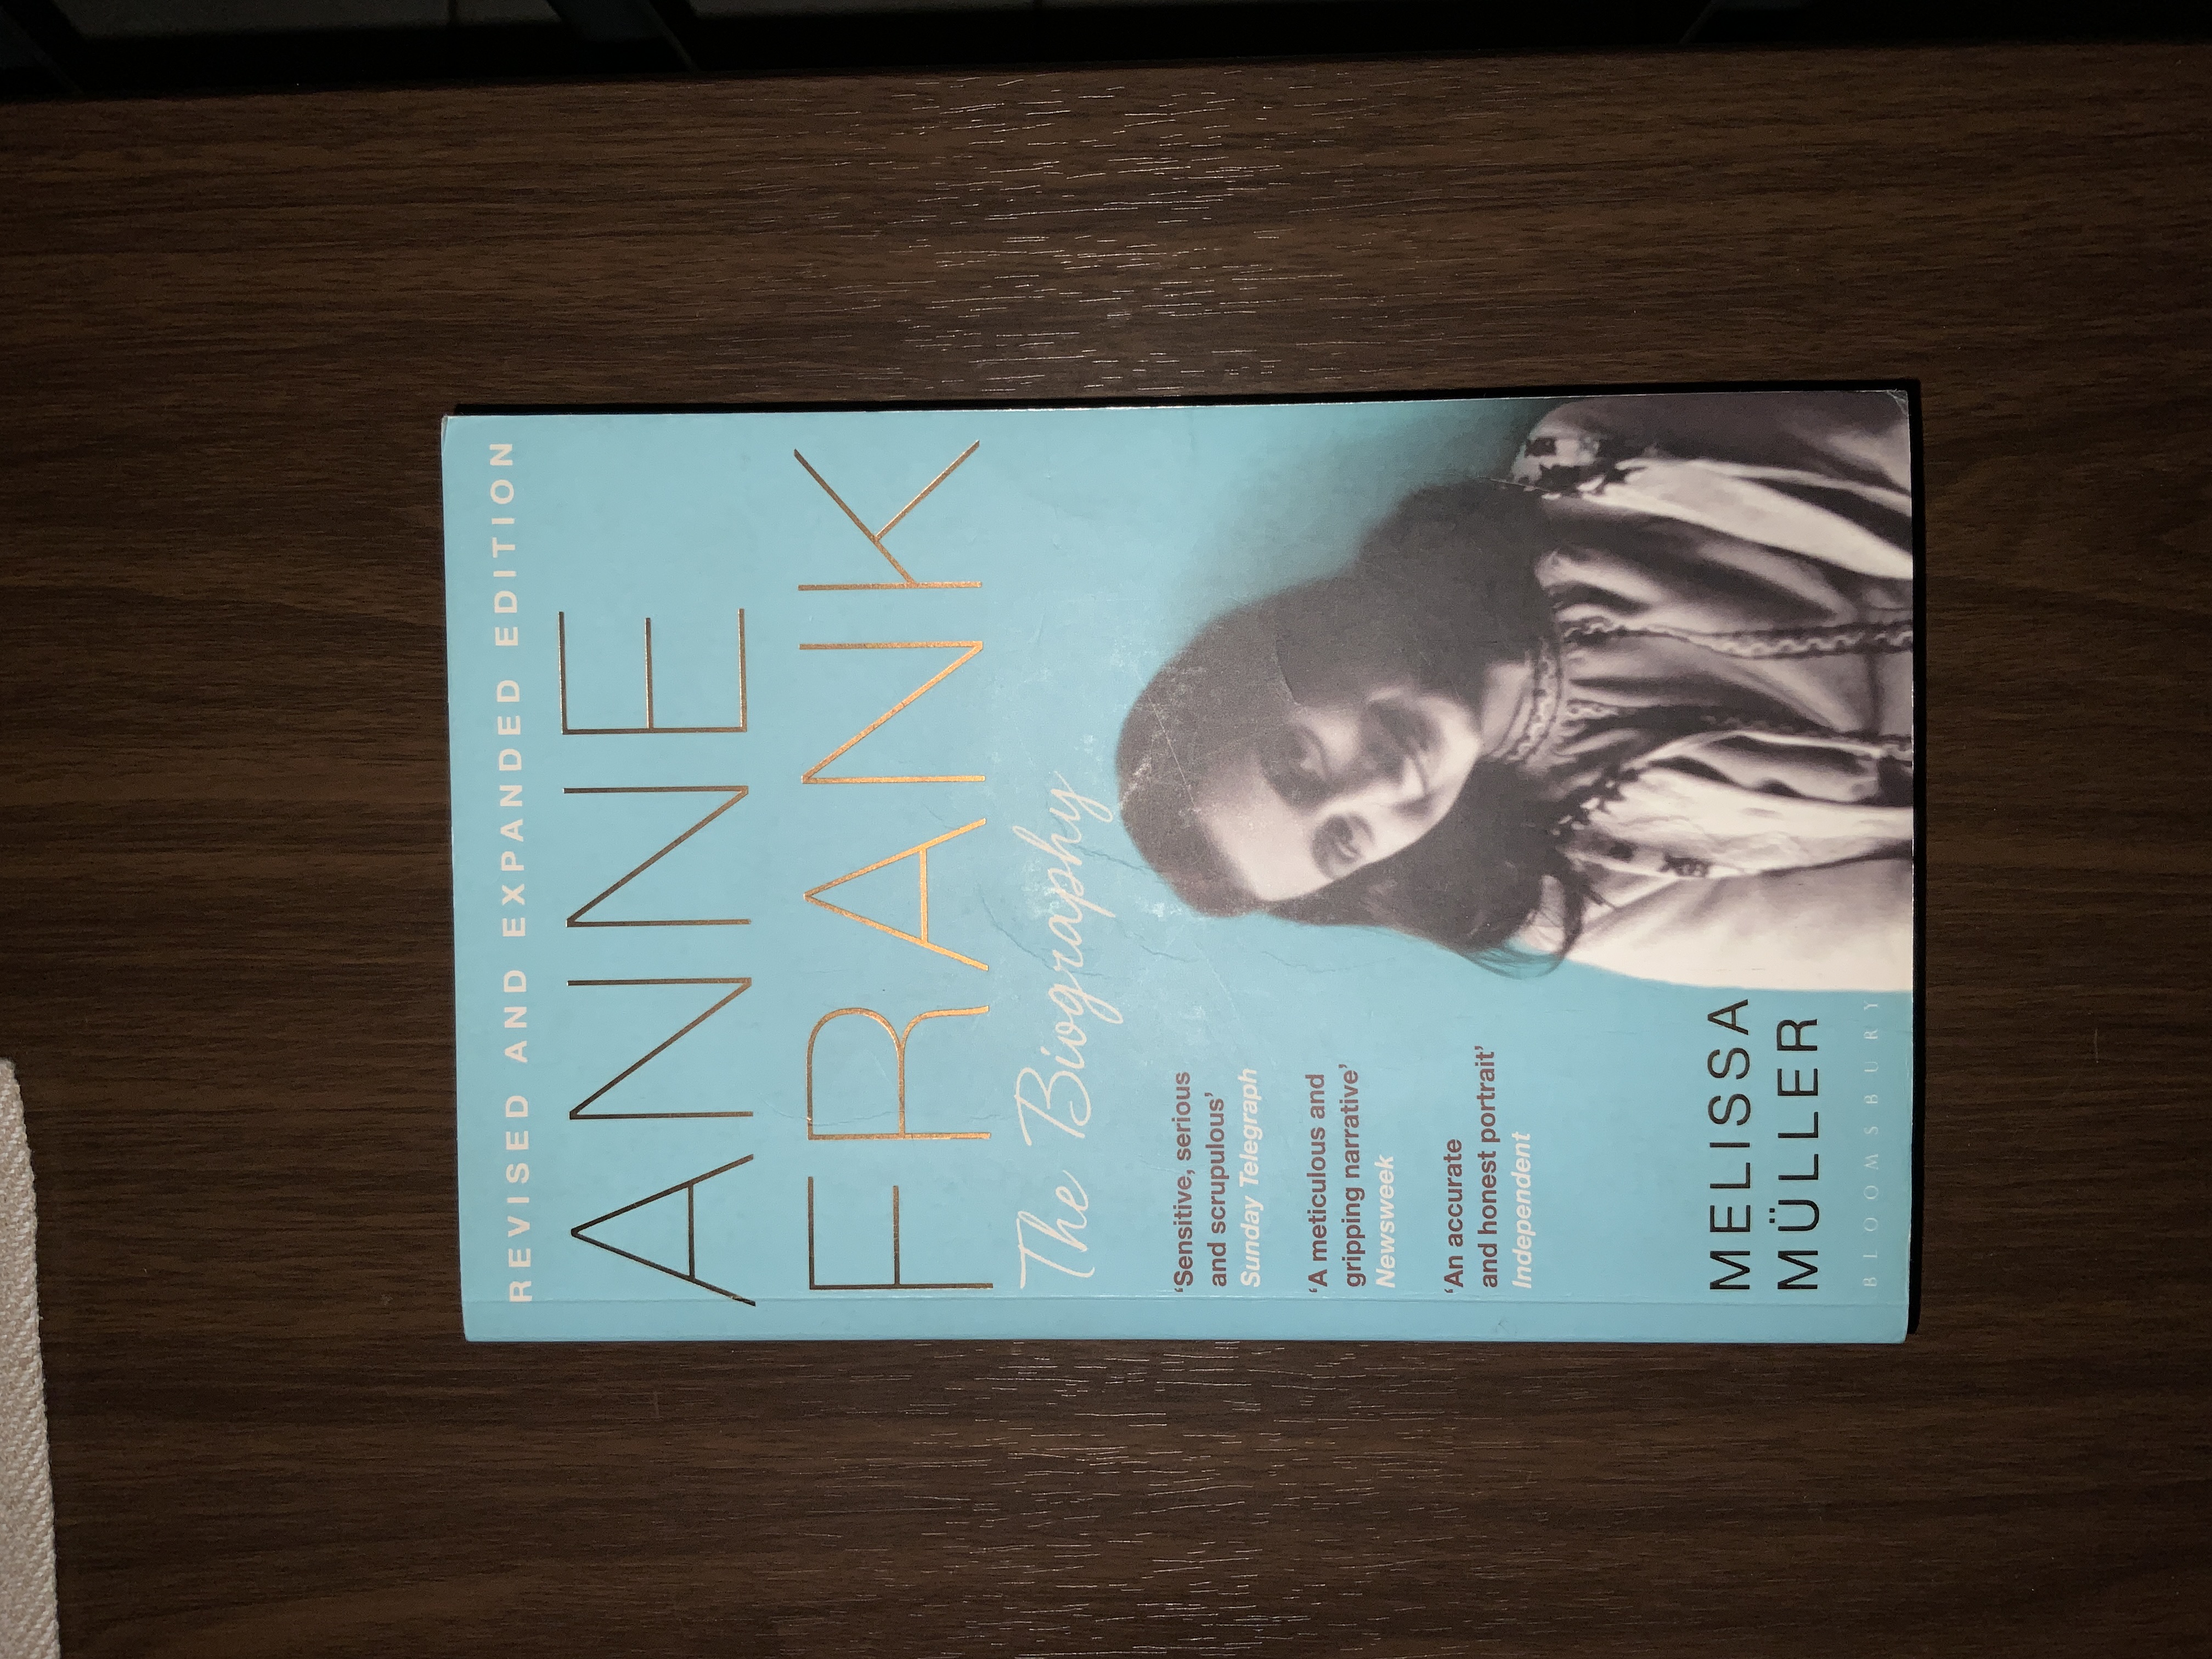 REVISED AND EXPANDED EDITION
ANNE
FRANK
The Biography
‘Sensitive, serious
and scrupulous’
Sunday Telegraph
‘A meticulous and
gripping narrative’
Newsweek
‘An accurate
and honest portrait’
Independent
MELISSA
MÜLLER
BLOOMSBURY